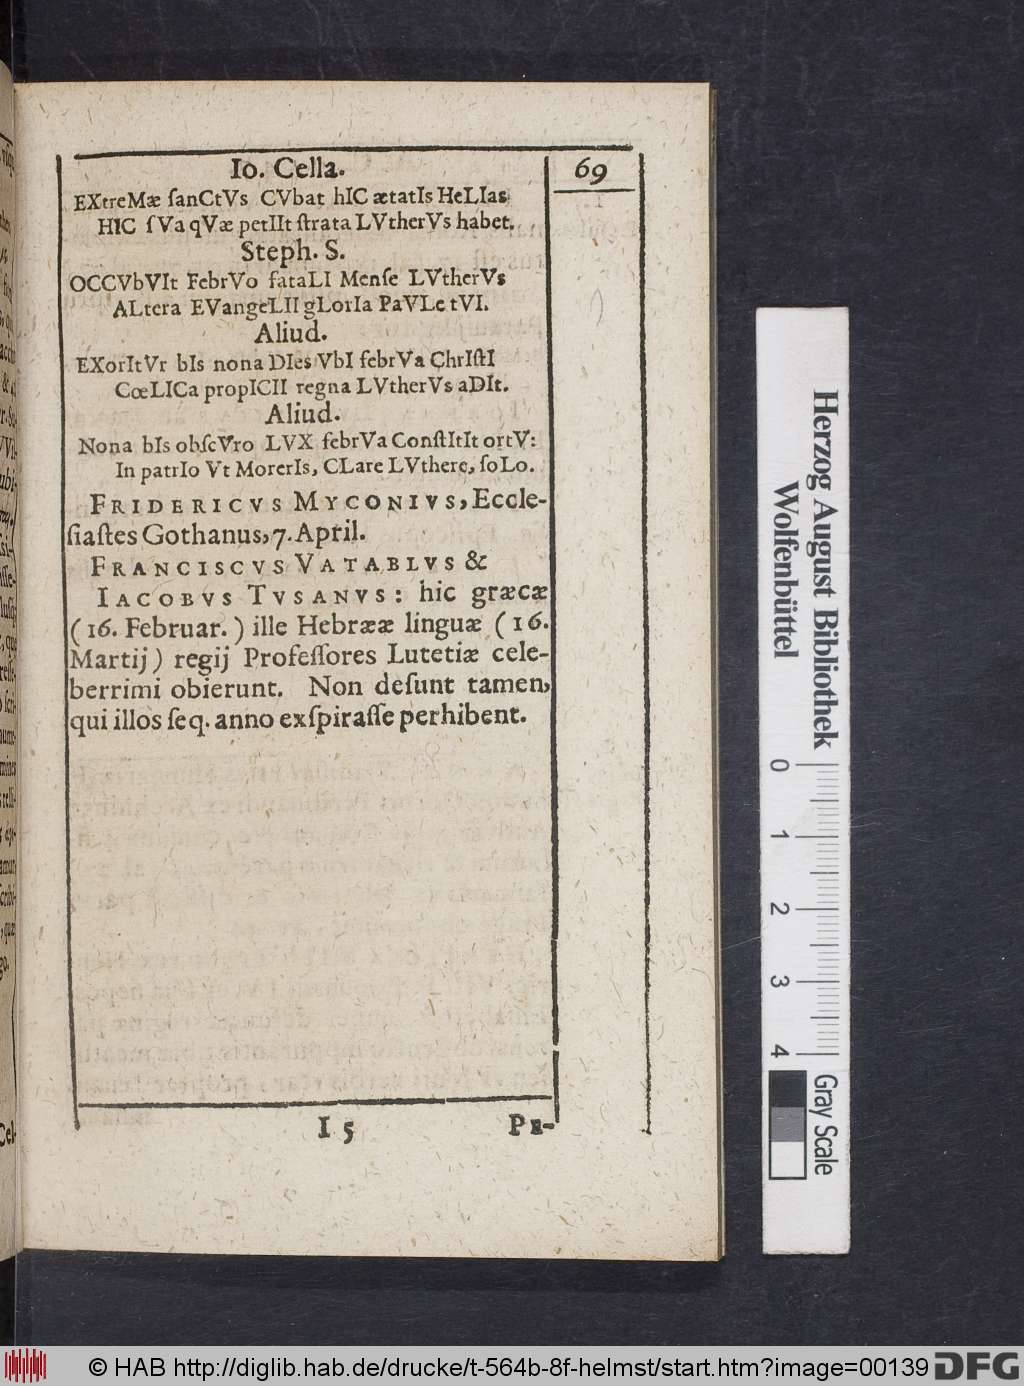 Io. Cella.
69
EXtreMæ ſanCtVs CVbat hIC ætatIs HeLIas
HIC ſVa qVæ petIIt ſtrata LVtherVs habet.
Steph. S.
OCCVbVIt FebrVo fataLI Menſe LVtherVs
ALtera EVangeLII gLorIa PaVLe tVI.
Aliud.
EXorItVr bIs nona DIes VbI febrVa ChrIſtI
CœLICa propICII regna LVtherVs aDIt.
Aliud.
Nona bIs obſcVro LVX febrVa ConſtItIt ortV:
In patrIo Vt MorerIs, CLare LVthere, ſoLo.
FRIDERICVS MYCONIVS, Eccle-
ſiaſtes Gothanus, 7. April.
FRANCISCVS VATABLVS &
IACOBVS TVSANVS: hic græcæ
(16. Februar.) ille Hebrææ linguæ (16.
Martij) regij Profeſſores Lutetiæ cele-
berrimi obierunt. Non deſunt tamen,
qui illos ſeq. anno exſpiraſſe perhibent.
I 5
PE-
Herzog August Bibliothek
Wolfenbüttel
0 1 2 3 4
Gray Scale
© HAB http://diglib.hab.de/drucke/t-564b-8f-helmst/start.htm?image=00139
DFG